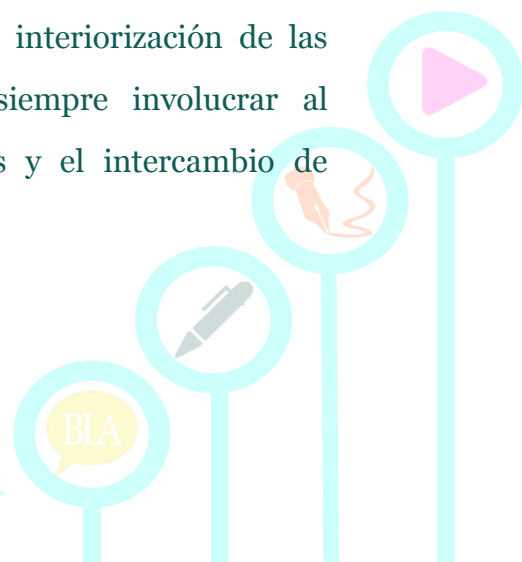 interiorización de las
siempre involucrar al
y el intercambio de
BLA